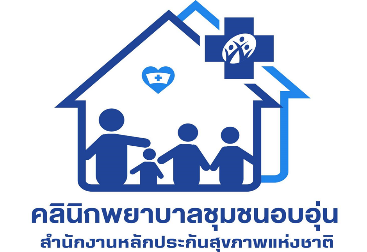 คลินิกพยาบาลชุมชนอบอุ่น
สำนักงานหลักประกันสุขภาพแห่งชาติ